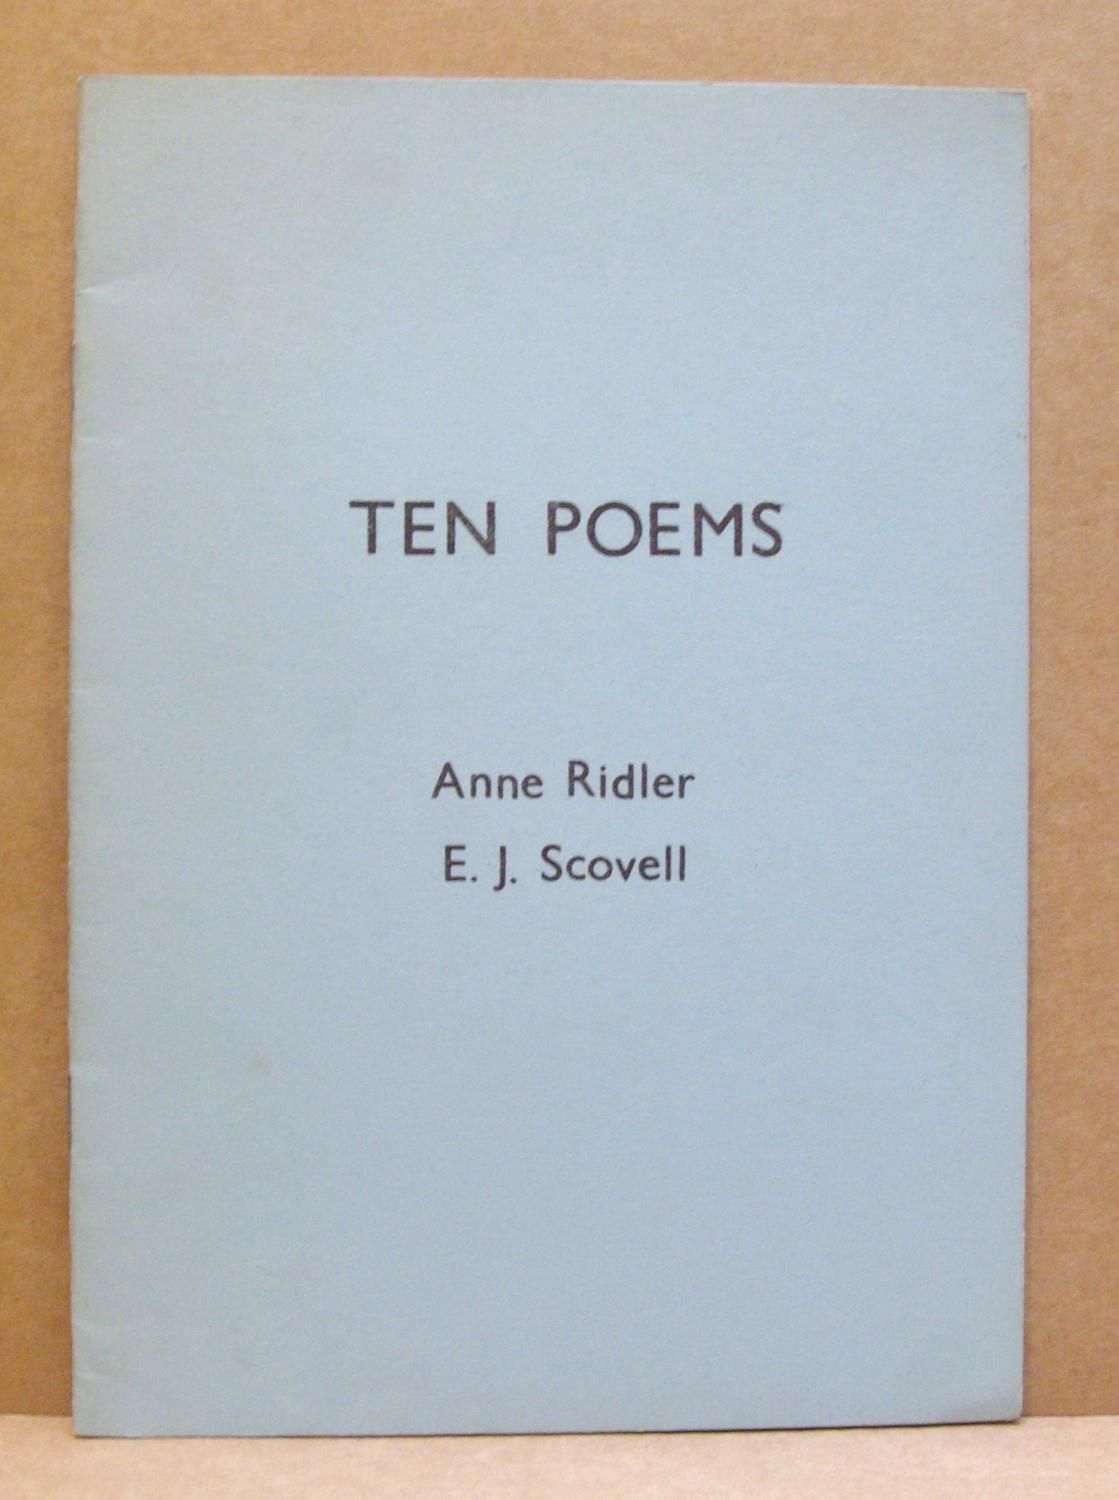 TEN POEMS
Anne Ridler
E. J. Scovell